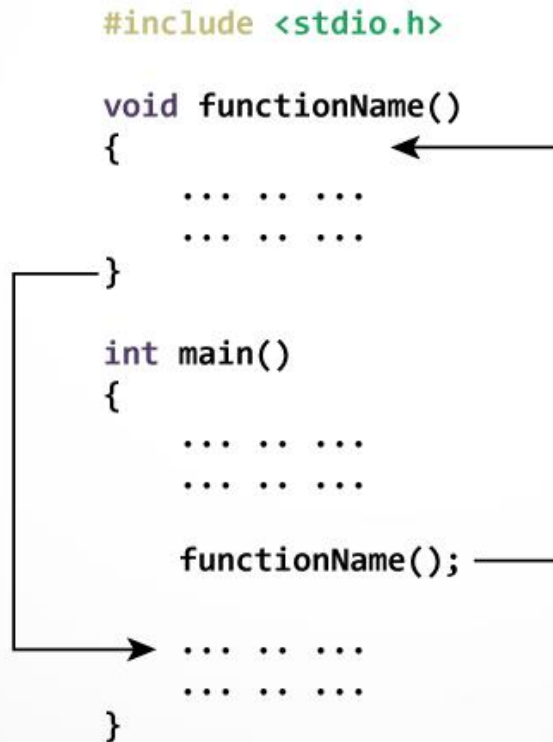 #include <stdio.h>
void functionName()
{
... .. ...
... .. ...
}
int main()
{
... .. ...
... .. ...
functionName();
... .. ...
... .. ...
}